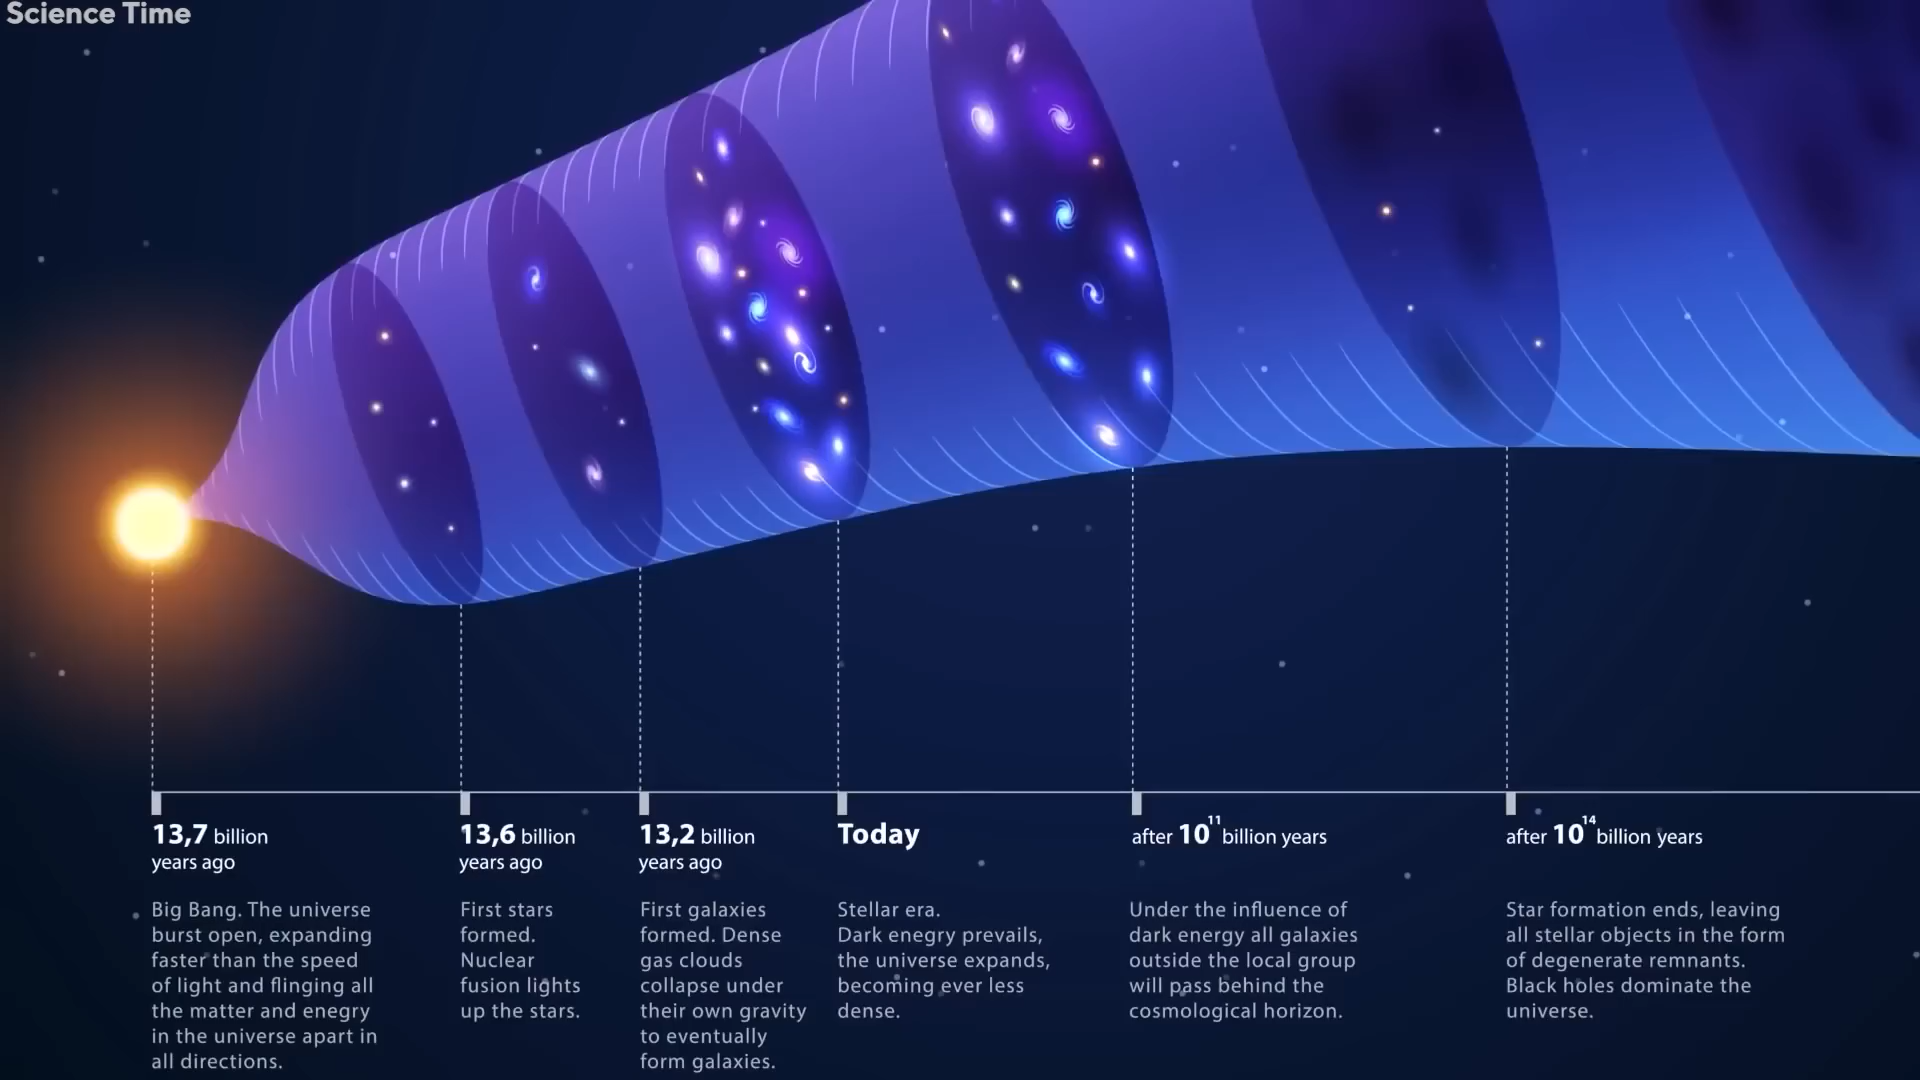 Science Time
13,7 billion
years ago
Big Bang. The universe
burst open, expanding
faster than the speed
of light and flinging all
the matter and enegry
in the universe apart in
all directions.
13,6 billion
years ago
First stars
formed.
Nuclear
fusion lights
up the stars.
13,2 billion
years ago
First galaxies
formed. Dense
gas clouds
collapse under
their own gravity
to eventually
form galaxies.
Today
Stellar era.
Dark enegry prevails,
the universe expands,
becoming ever less
dense.
after 10¹¹ billion years
Under the influence of
dark energy all galaxies
outside the local group
will pass behind the
cosmological horizon.
after 10¹⁴ billion years
Star formation ends, leaving
all stellar objects in the form
of degenerate remnants.
Black holes dominate the
universe.